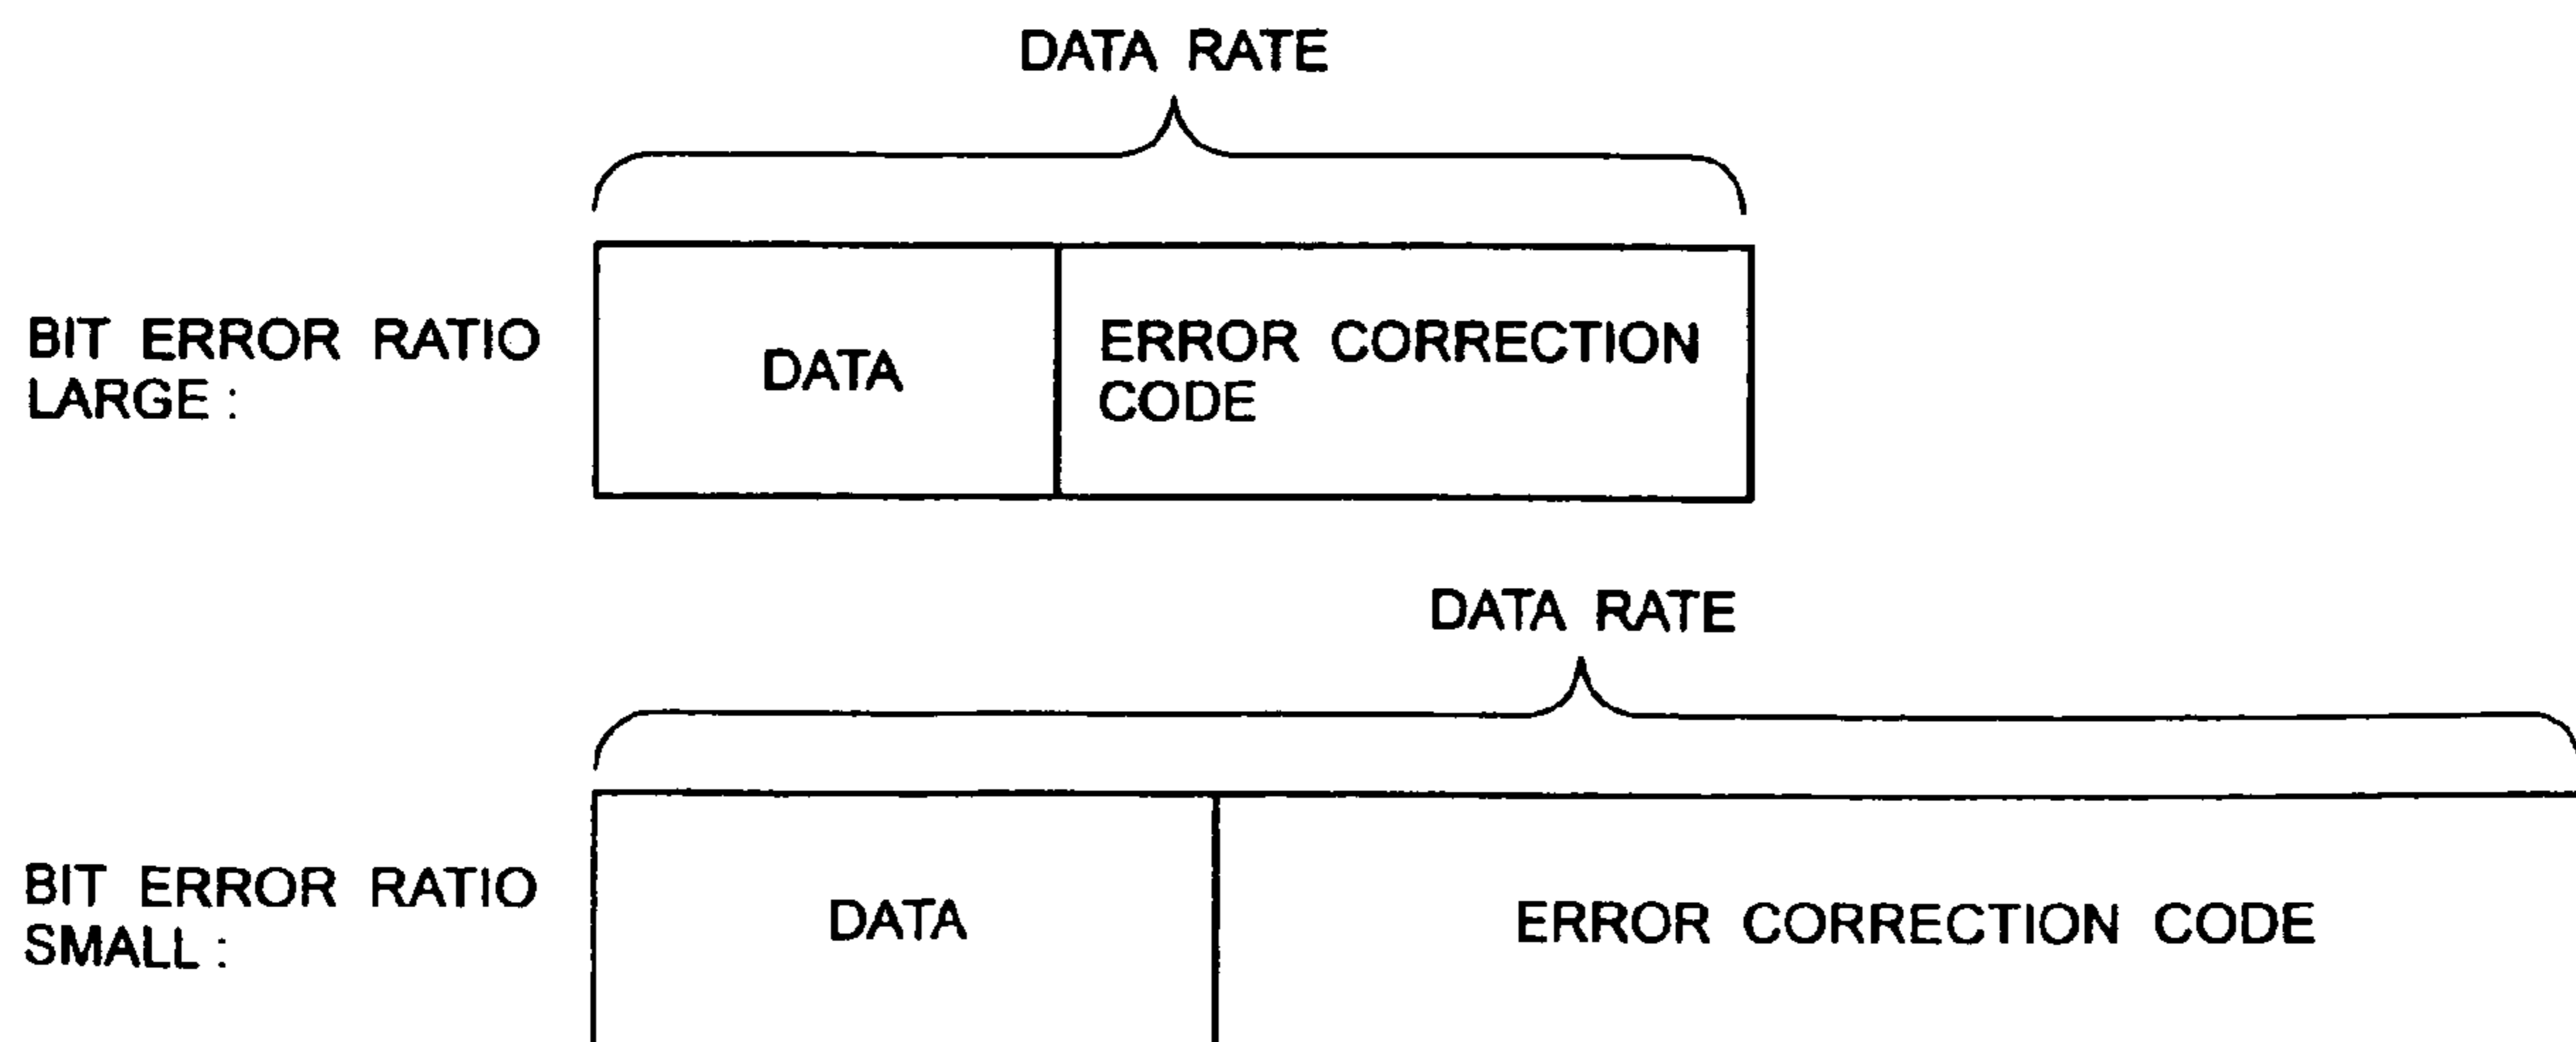 DATA RATE
BIT ERROR RATIO
LARGE :
DATA
ERROR CORRECTION
CODE
DATA RATE
BIT ERROR RATIO
SMALL :
DATA
ERROR CORRECTION CODE